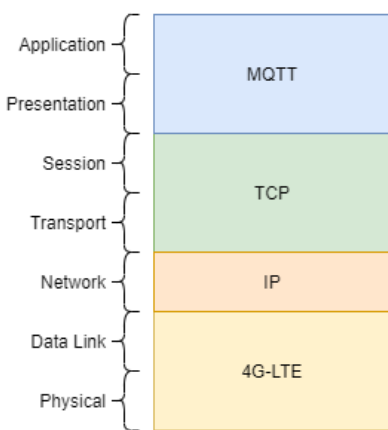 Application
MQTT
Presentation
Session
TCP
Transport
Network
IP
Data Link
4G-LTE
Physical